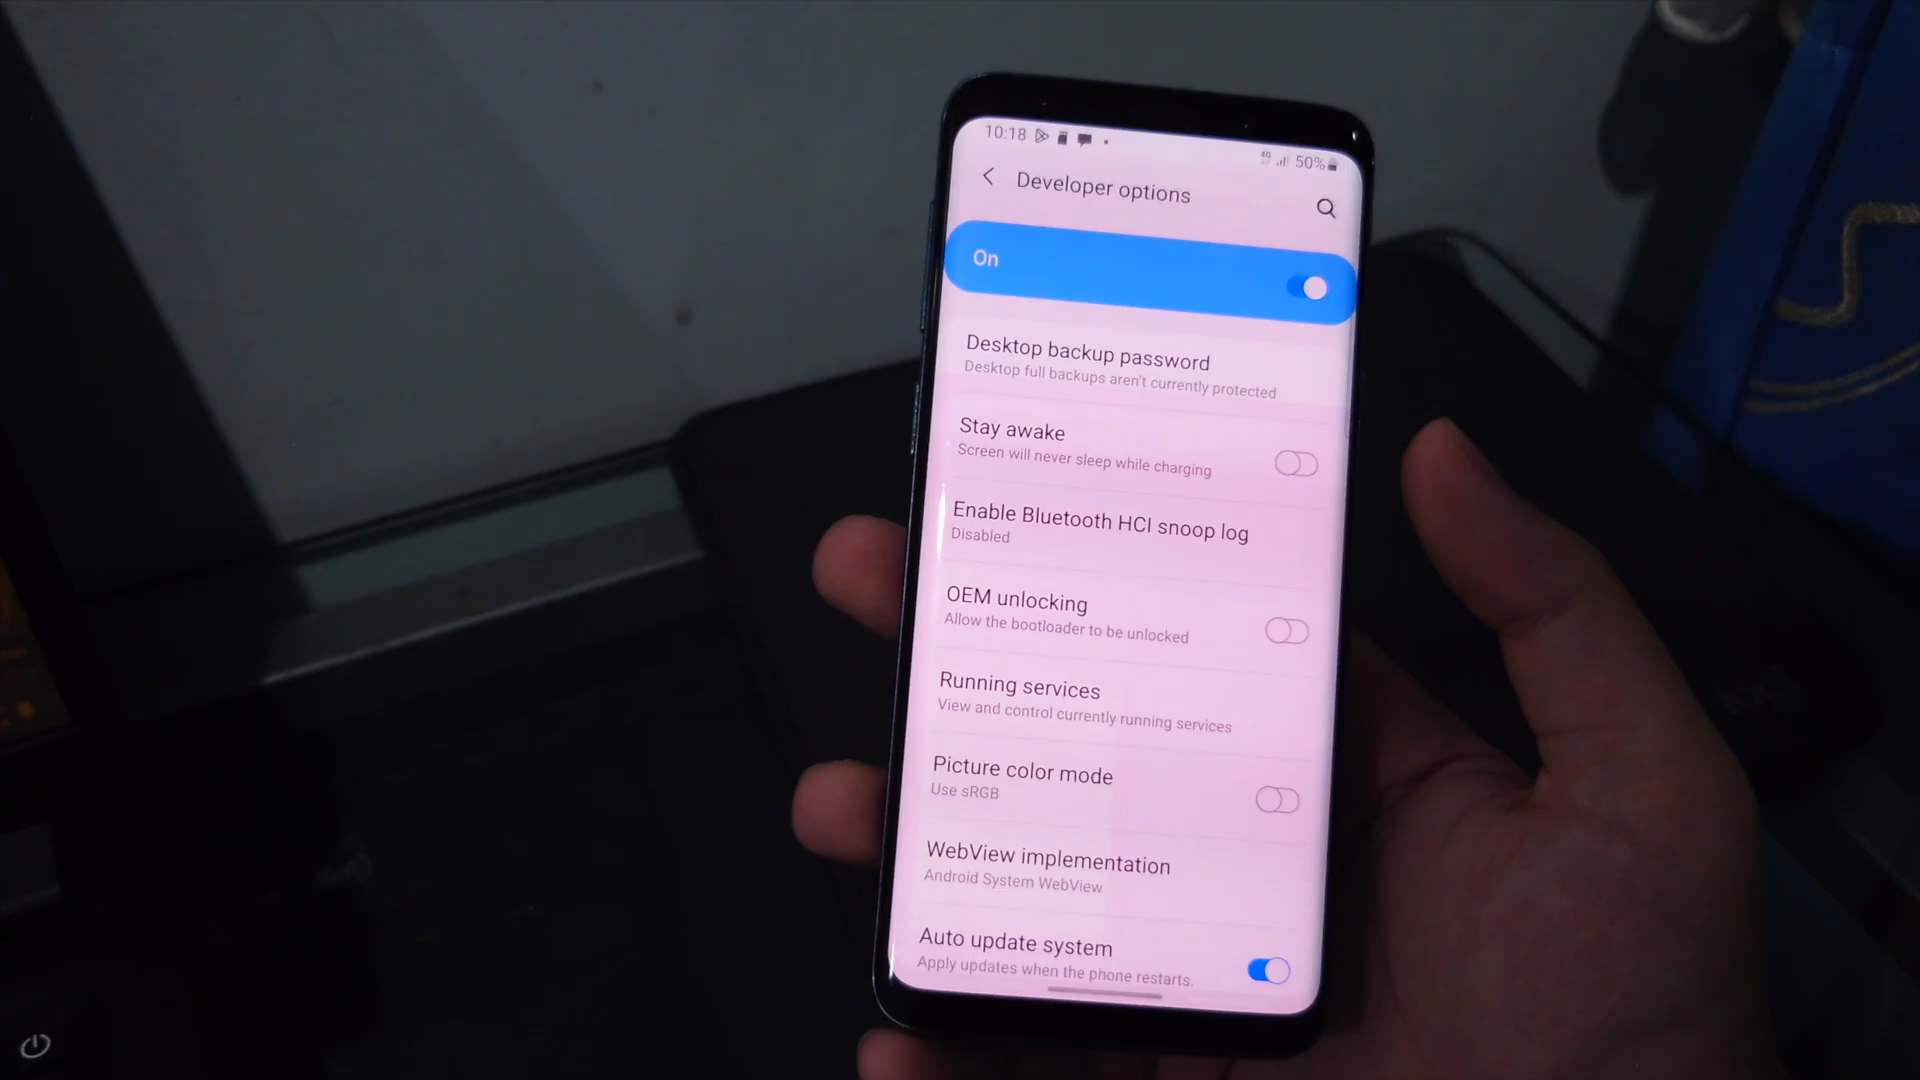 10:18
4G 50%
Developer options
On
Desktop backup password
Desktop full backups aren't currently protected
Stay awake
Screen will never sleep while charging
Enable Bluetooth HCI snoop log
Disabled
OEM unlocking
Allow the bootloader to be unlocked
Running services
View and control currently running services
Picture color mode
Use sRGB
WebView implementation
Android System WebView
Auto update system
Apply updates when the phone restarts.